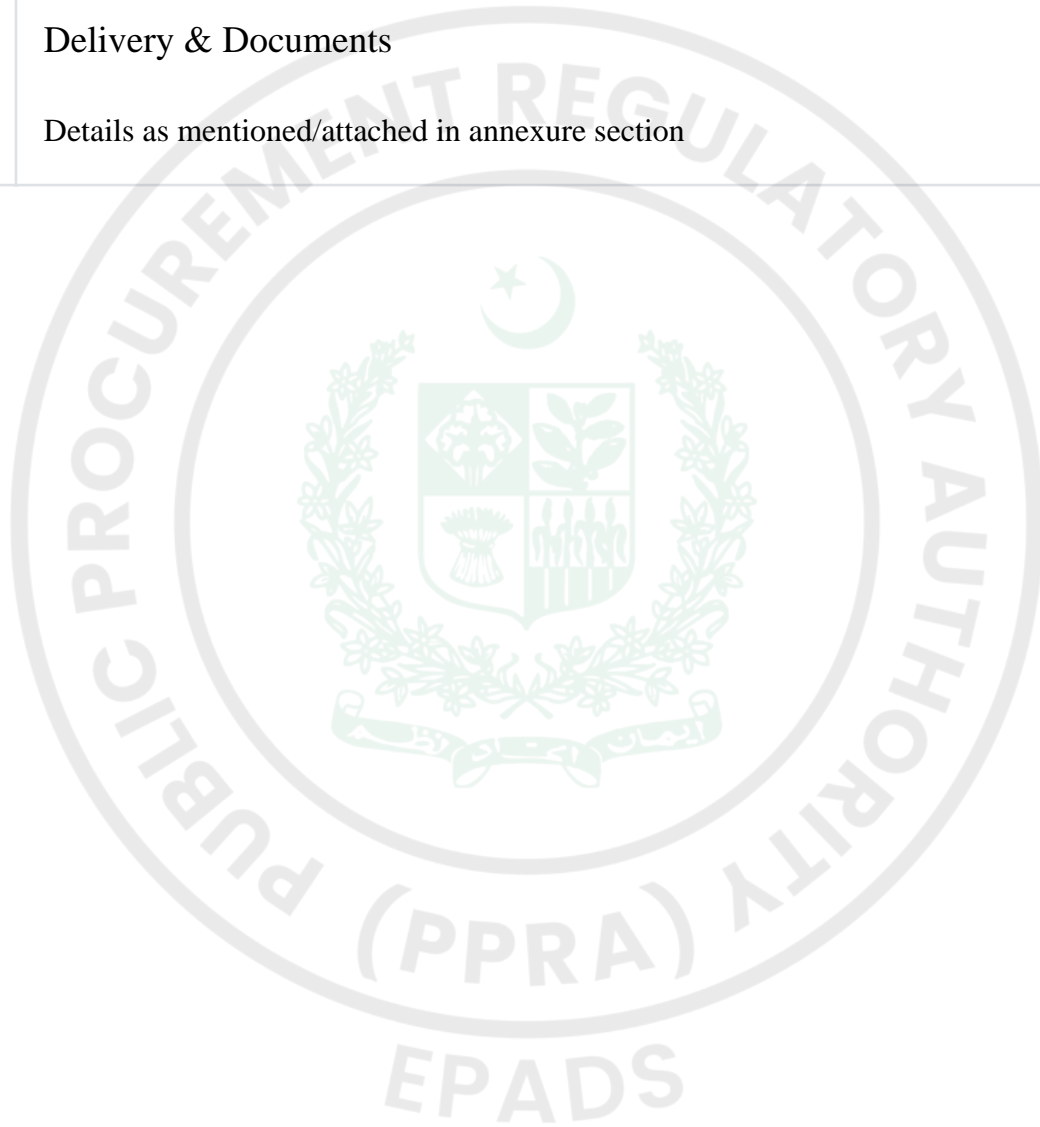 Delivery & Documents
Details as mentioned/attached in annexure section
PUBLIC PROCUREMENT REGULATORY AUTHORITY
(PPRA)
EPADS